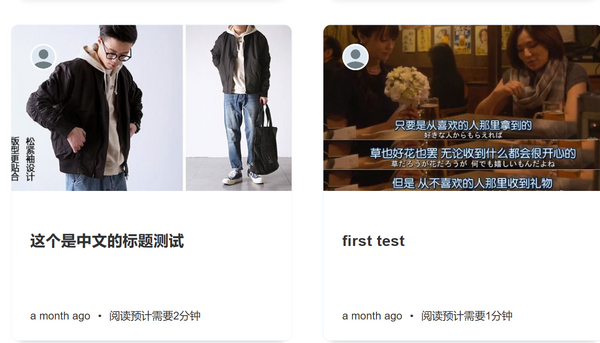 松紧袖设计
版型更贴合
只要是从喜欢的人那里拿到的
好きな人からもらえれば
草也好花也罢 无论收到什么都会很开心的
草だろうが花だろうが 何でも嬉しいもんだよね
但是 从不喜欢的人那里收到礼物
这个是中文的标题测试
first test
a month ago • 阅读预计需要2分钟
a month ago • 阅读预计需要1分钟